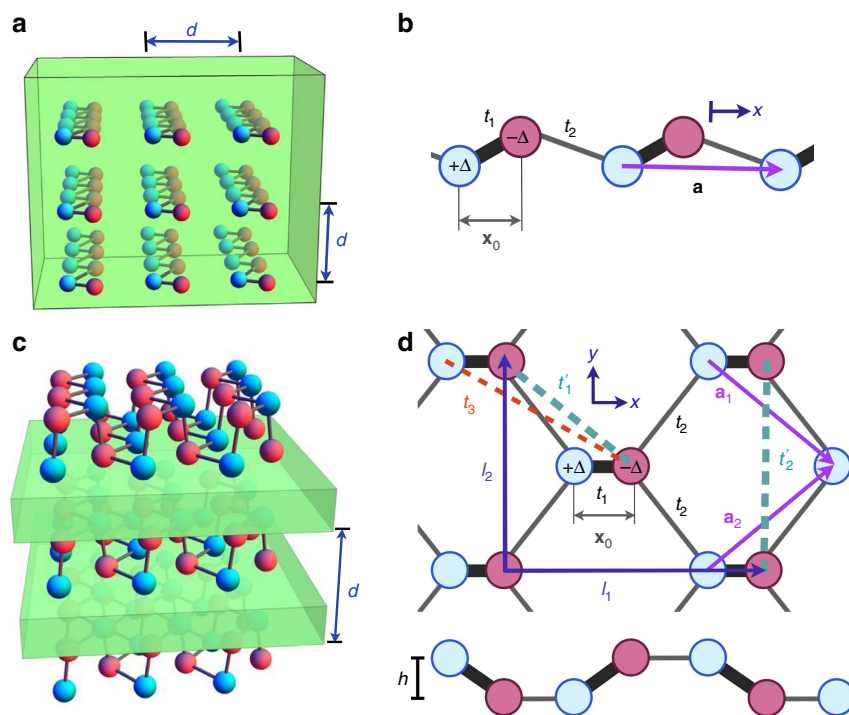 a
d
d
b
t₁
t₂
x
+Δ
−Δ
a
x₀
c
d
d
y
x
t₃
t′₁
a₁
t₂
t′₂
l₂
+Δ
−Δ
t₁
t₂
x₀
a₂
l₁
h